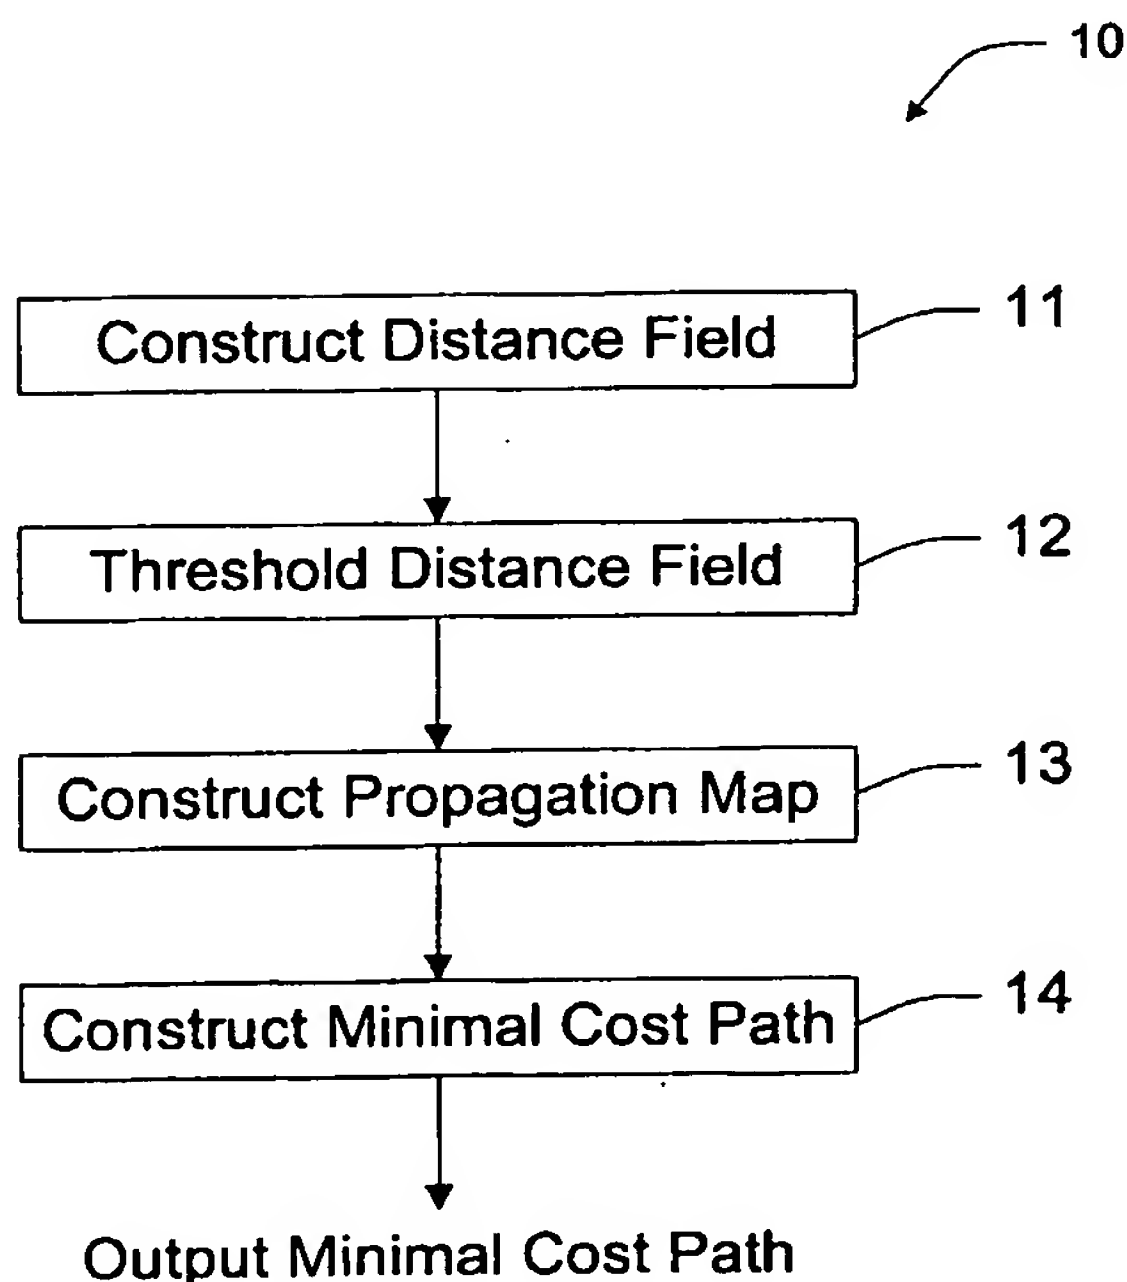 10
Construct Distance Field
11
Threshold Distance Field
12
Construct Propagation Map
13
Construct Minimal Cost Path
14
Output Minimal Cost Path